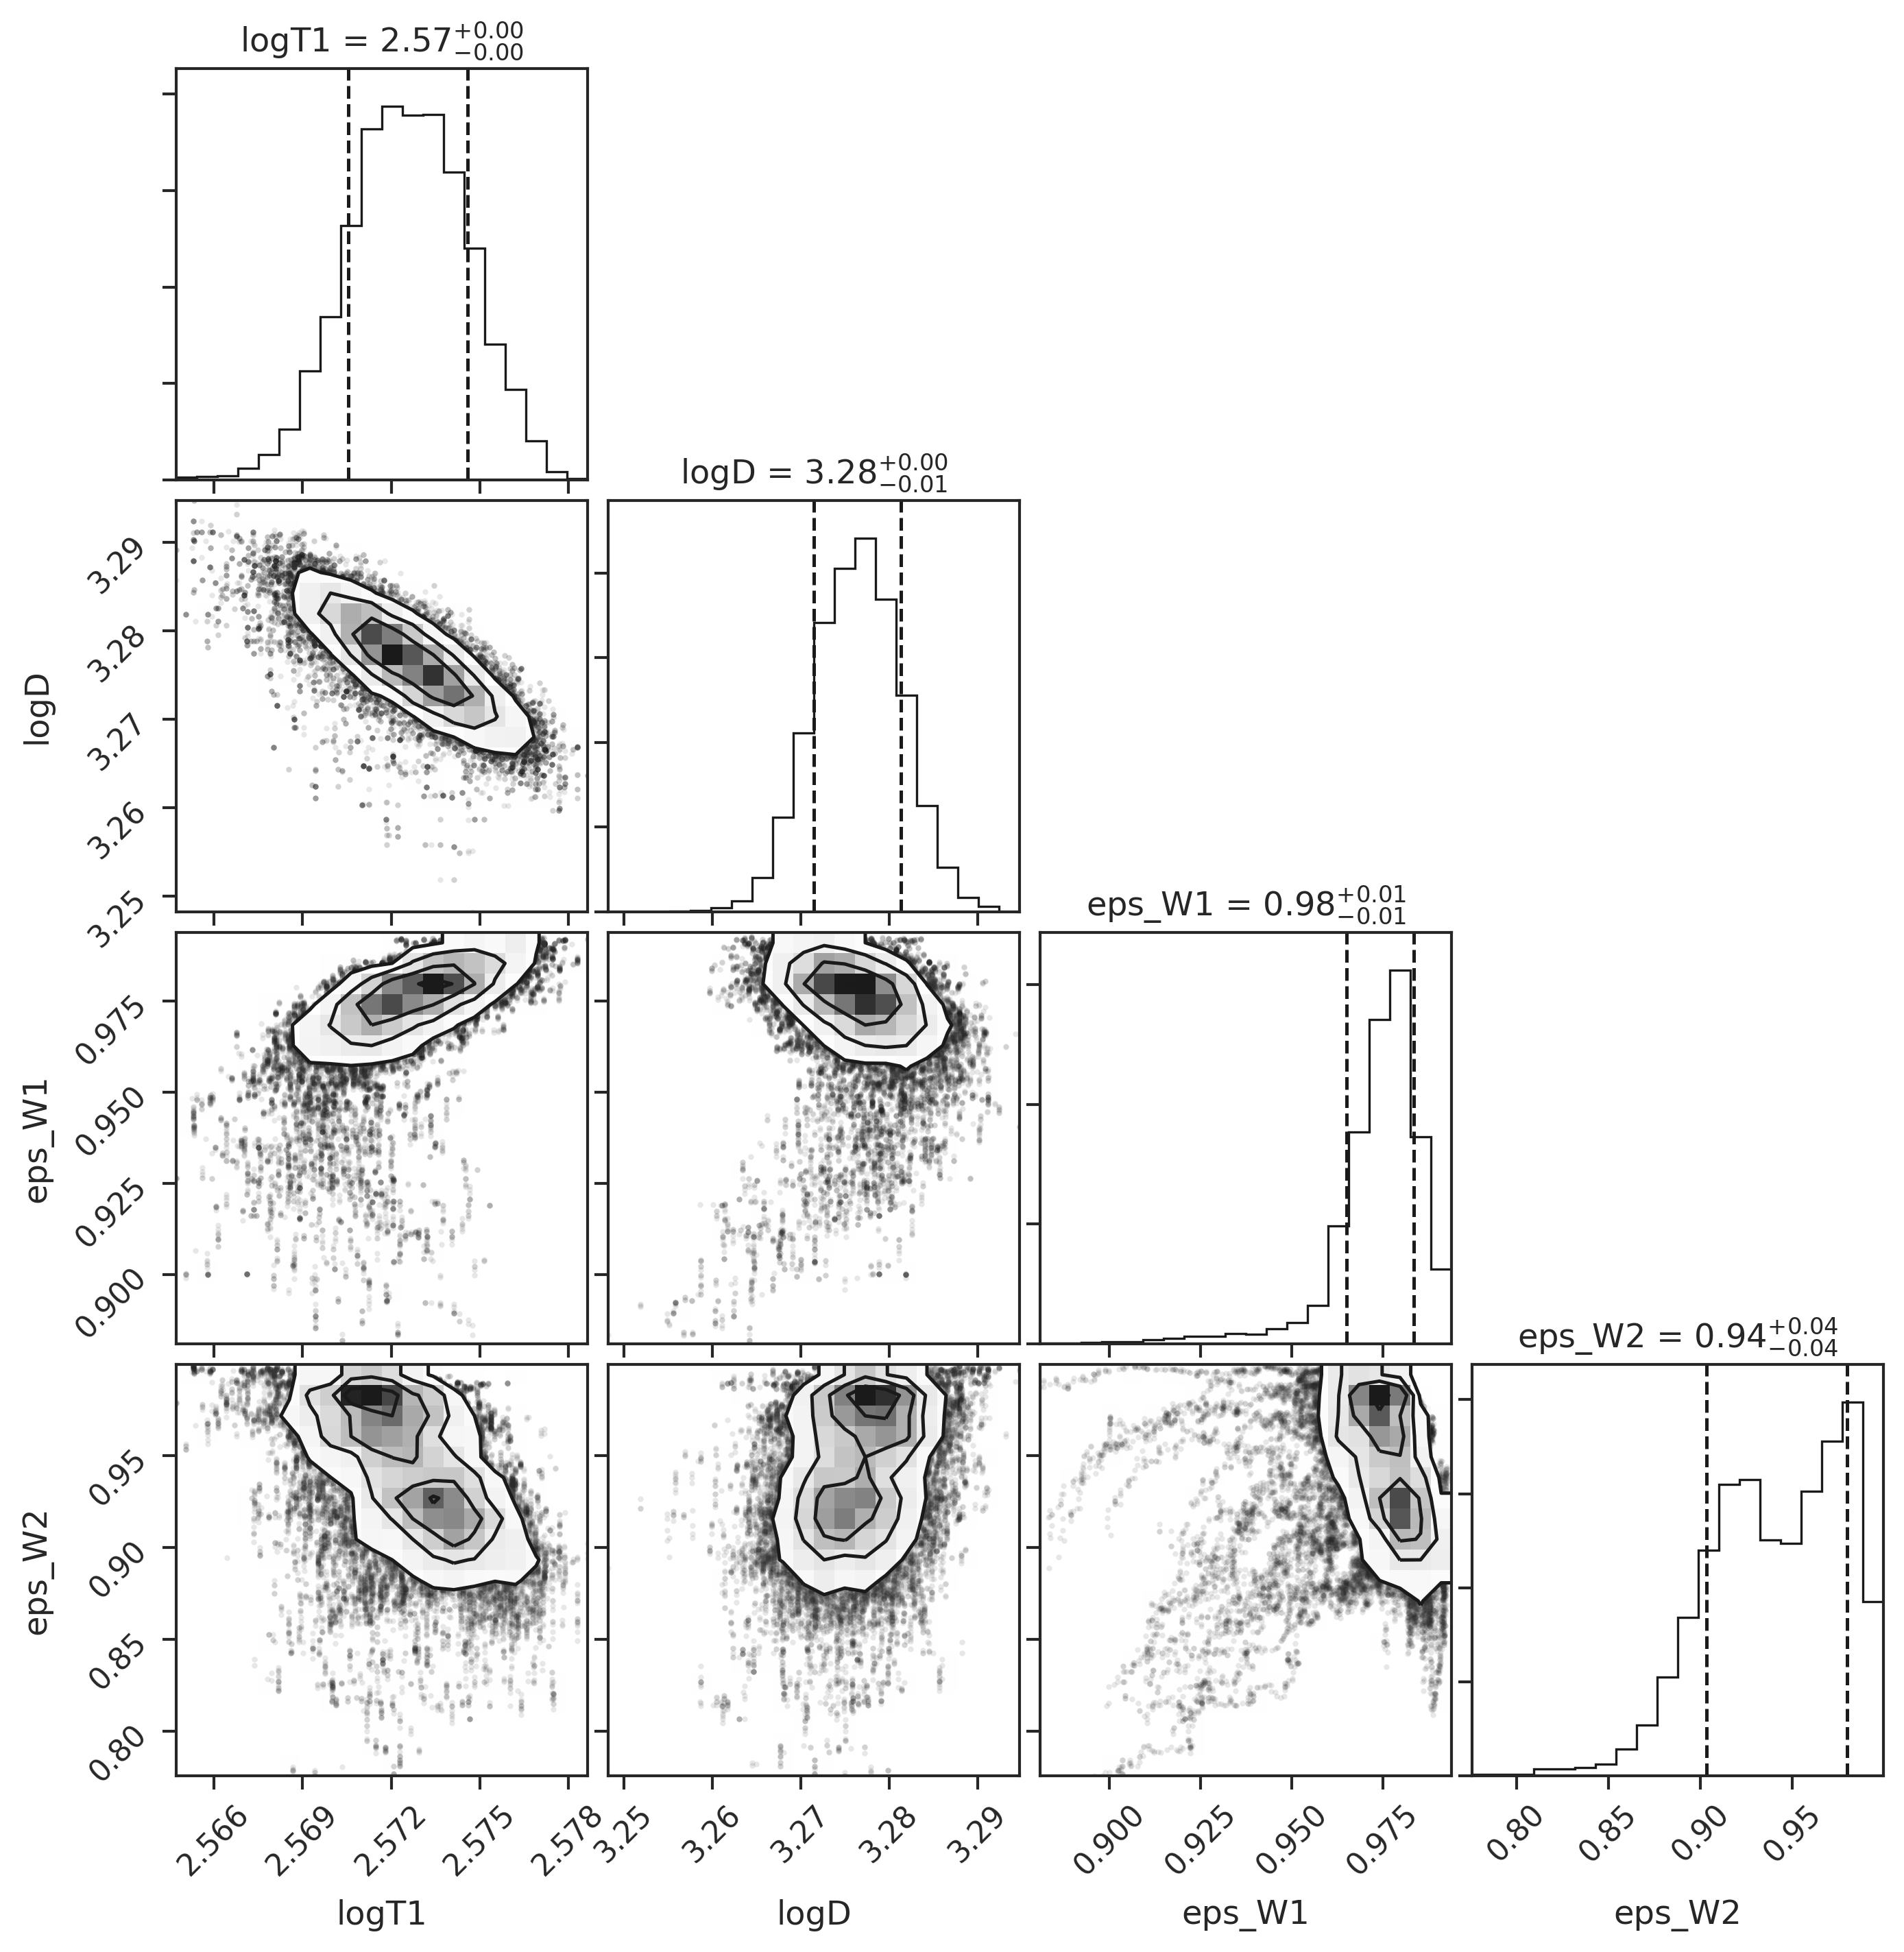 logT1 = 2.57+0.00−0.00
logD = 3.28+0.00−0.01
3.29
3.28
3.27
3.26
3.25
logD
eps_W1 = 0.98+0.01−0.01
0.975
0.950
0.925
0.900
eps_W1
eps_W2 = 0.94+0.04−0.04
0.95
0.90
0.85
0.80
eps_W2
2.566 2.569 2.572 2.575 2.578 3.25 3.26 3.27 3.28 3.29 0.900 0.925 0.950 0.975 0.80 0.85 0.90 0.95
logT1 logD eps_W1 eps_W2